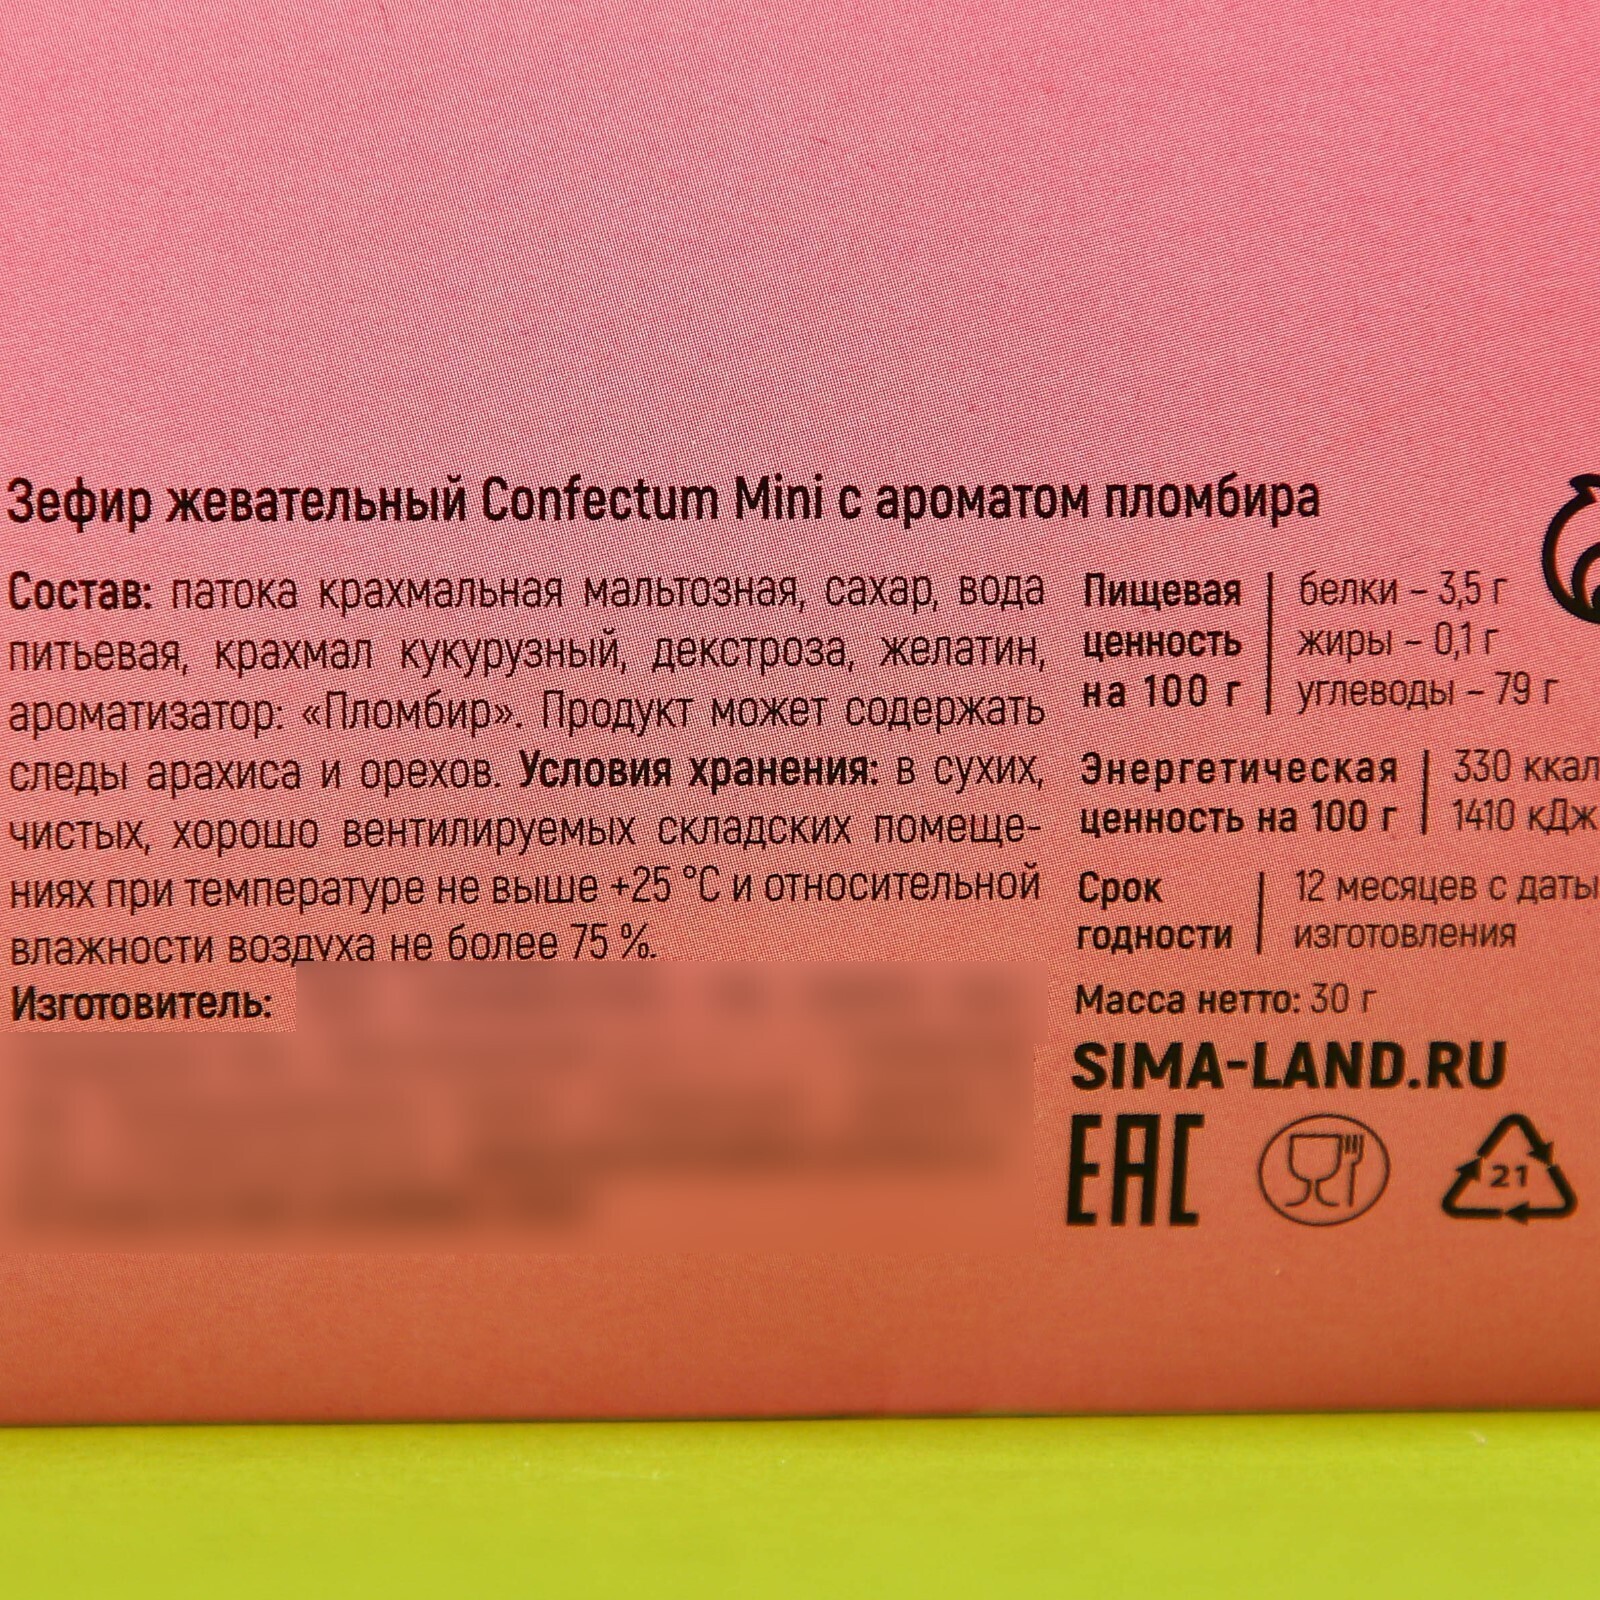 Зефир жевательный Confectum Mini с ароматом пломбира
Состав: патока крахмальная мальтозная, сахар, вода
питьевая, крахмал кукурузный, декстроза, желатин,
ароматизатор: «Пломбир». Продукт может содержать
следы арахиса и орехов. Условия хранения: в сухих,
чистых, хорошо вентилируемых складских помеще-
ниях при температуре не выше +25 °С и относительной
влажности воздуха не более 75 %.
Изготовитель:
Пищевая
ценность
на 100 г
белки – 3,5 г
жиры – 0,1 г
углеводы – 79 г
Энергетическая
ценность на 100 г
330 ккал
1410 кДж
Срок
годности
12 месяцев с даты
изготовления
Масса нетто: 30 г
SIMA-LAND.RU
EAC
21